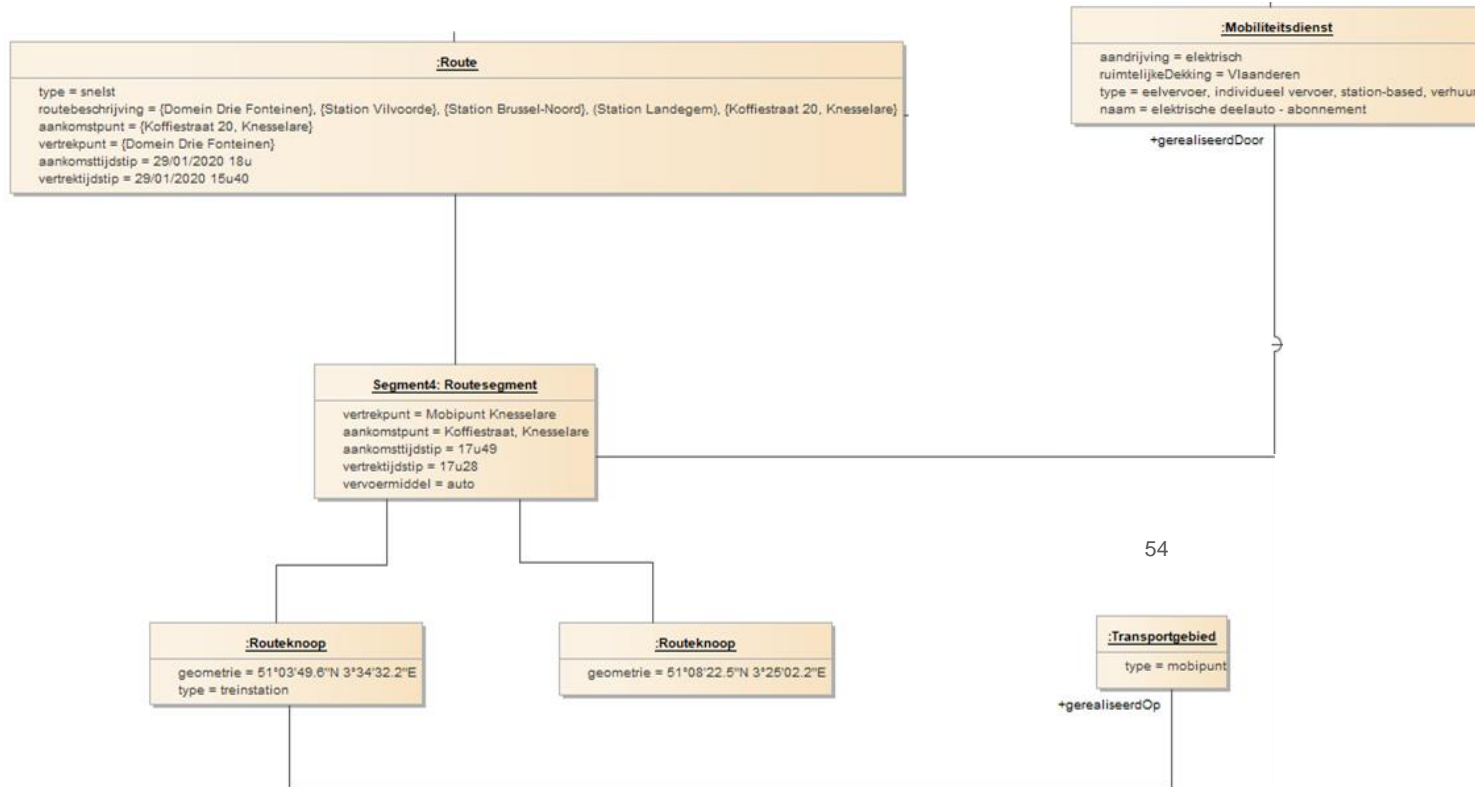 :Route
type = snelst
routebeschrijving = {Domein Drie Fonteinen}, {Station Vilvoorde}, {Station Brussel-Noord}, (Station Landegem), {Koffiestraat 20, Knesselare}
aankomstpunt = {Koffiestraat 20, Knesselare}
vertrekpunt = {Domein Drie Fonteinen}
aankomsttijdstip = 29/01/2020 18u
vertrektijdstip = 29/01/2020 15u40
:Mobiliteitsdienst
aandrijving = elektrisch
ruimtelijkeDekking = Vlaanderen
type = eelvervoer, individueel vervoer, station-based, verhuur
naam = elektrische deelauto - abonnement
+gerealiseerdDoor
Segment4: Routesegment
vertrekpunt = Mobipunt Knesselare
aankomstpunt = Koffiestraat, Knesselare
aankomsttijdstip = 17u49
vertrektijdstip = 17u28
vervoermiddel = auto
54
:Routeknoop
geometrie = 51°03'49.6"N 3°34'32.2"E
type = treinstation
:Routeknoop
geometrie = 51°08'22.5"N 3°25'02.2"E
:Transportgebied
type = mobipunt
+gerealiseerdOp